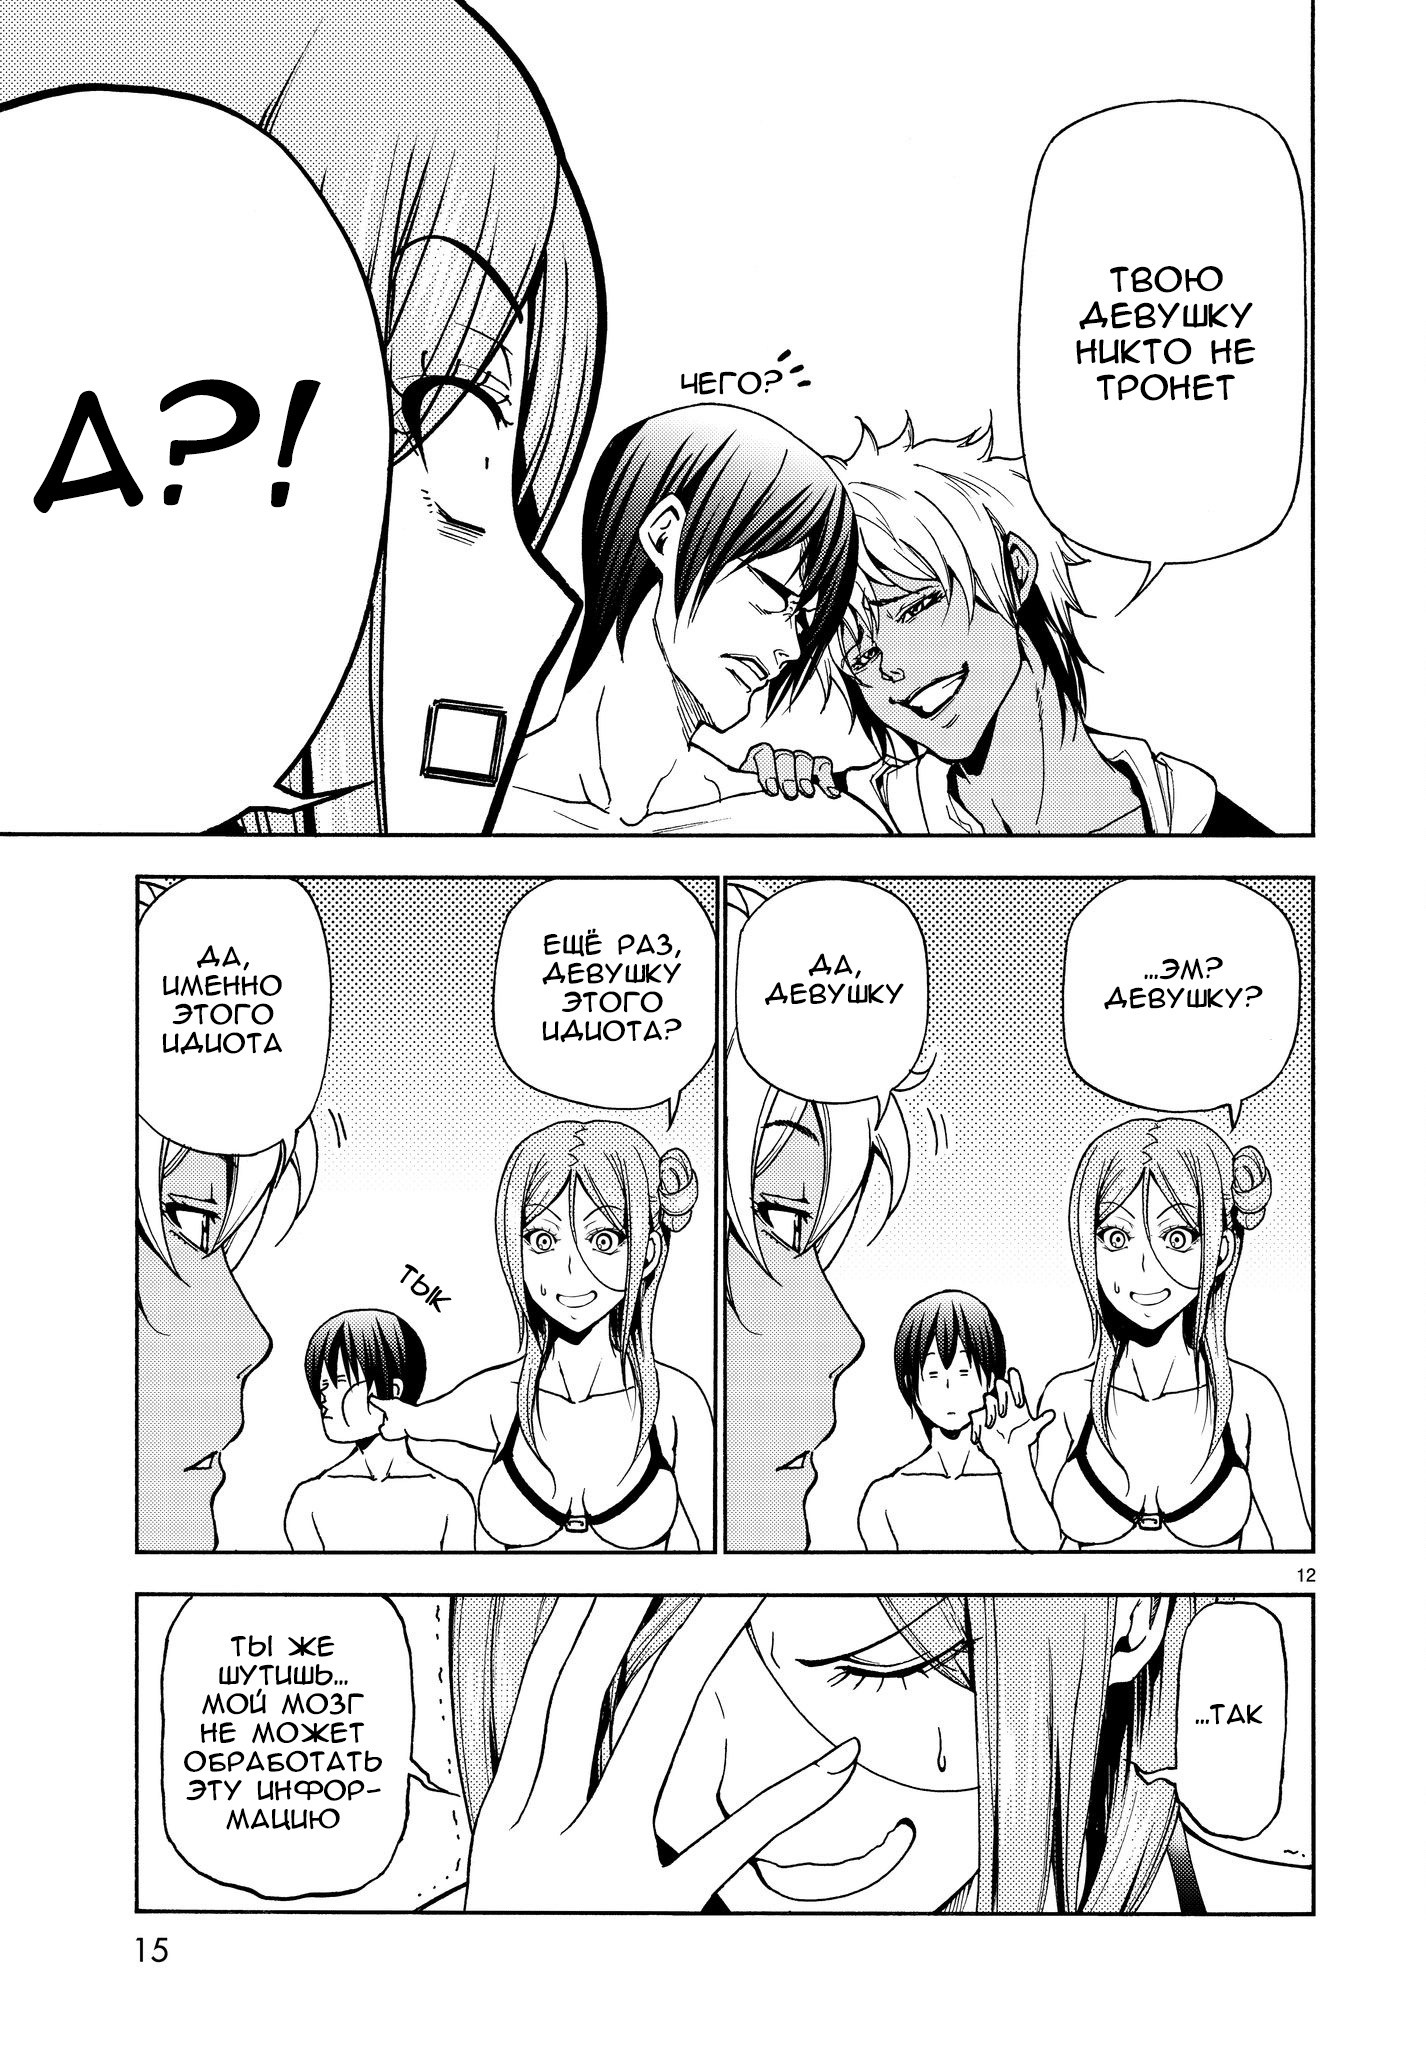 ТВОЮ
ДЕВУШКУ
НИКТО НЕ
ТРОНЕТ
ЧЕГО?
А?!
...ЭМ?
ДЕВУШКУ?
ДА,
ДЕВУШКУ
ЕЩЁ РАЗ,
ДЕВУШКУ
ЭТОГО
ИДИОТА?
ДА,
ИМЕННО
ЭТОГО
ИДИОТА
ТЫК
12
...ТАК
ТЫ ЖЕ
ШУТИШЬ...
МОЙ МОЗГ
НЕ МОЖЕТ
ОБРАБОТАТЬ
ЭТУ ИНФОР-
МАЦИЮ
15